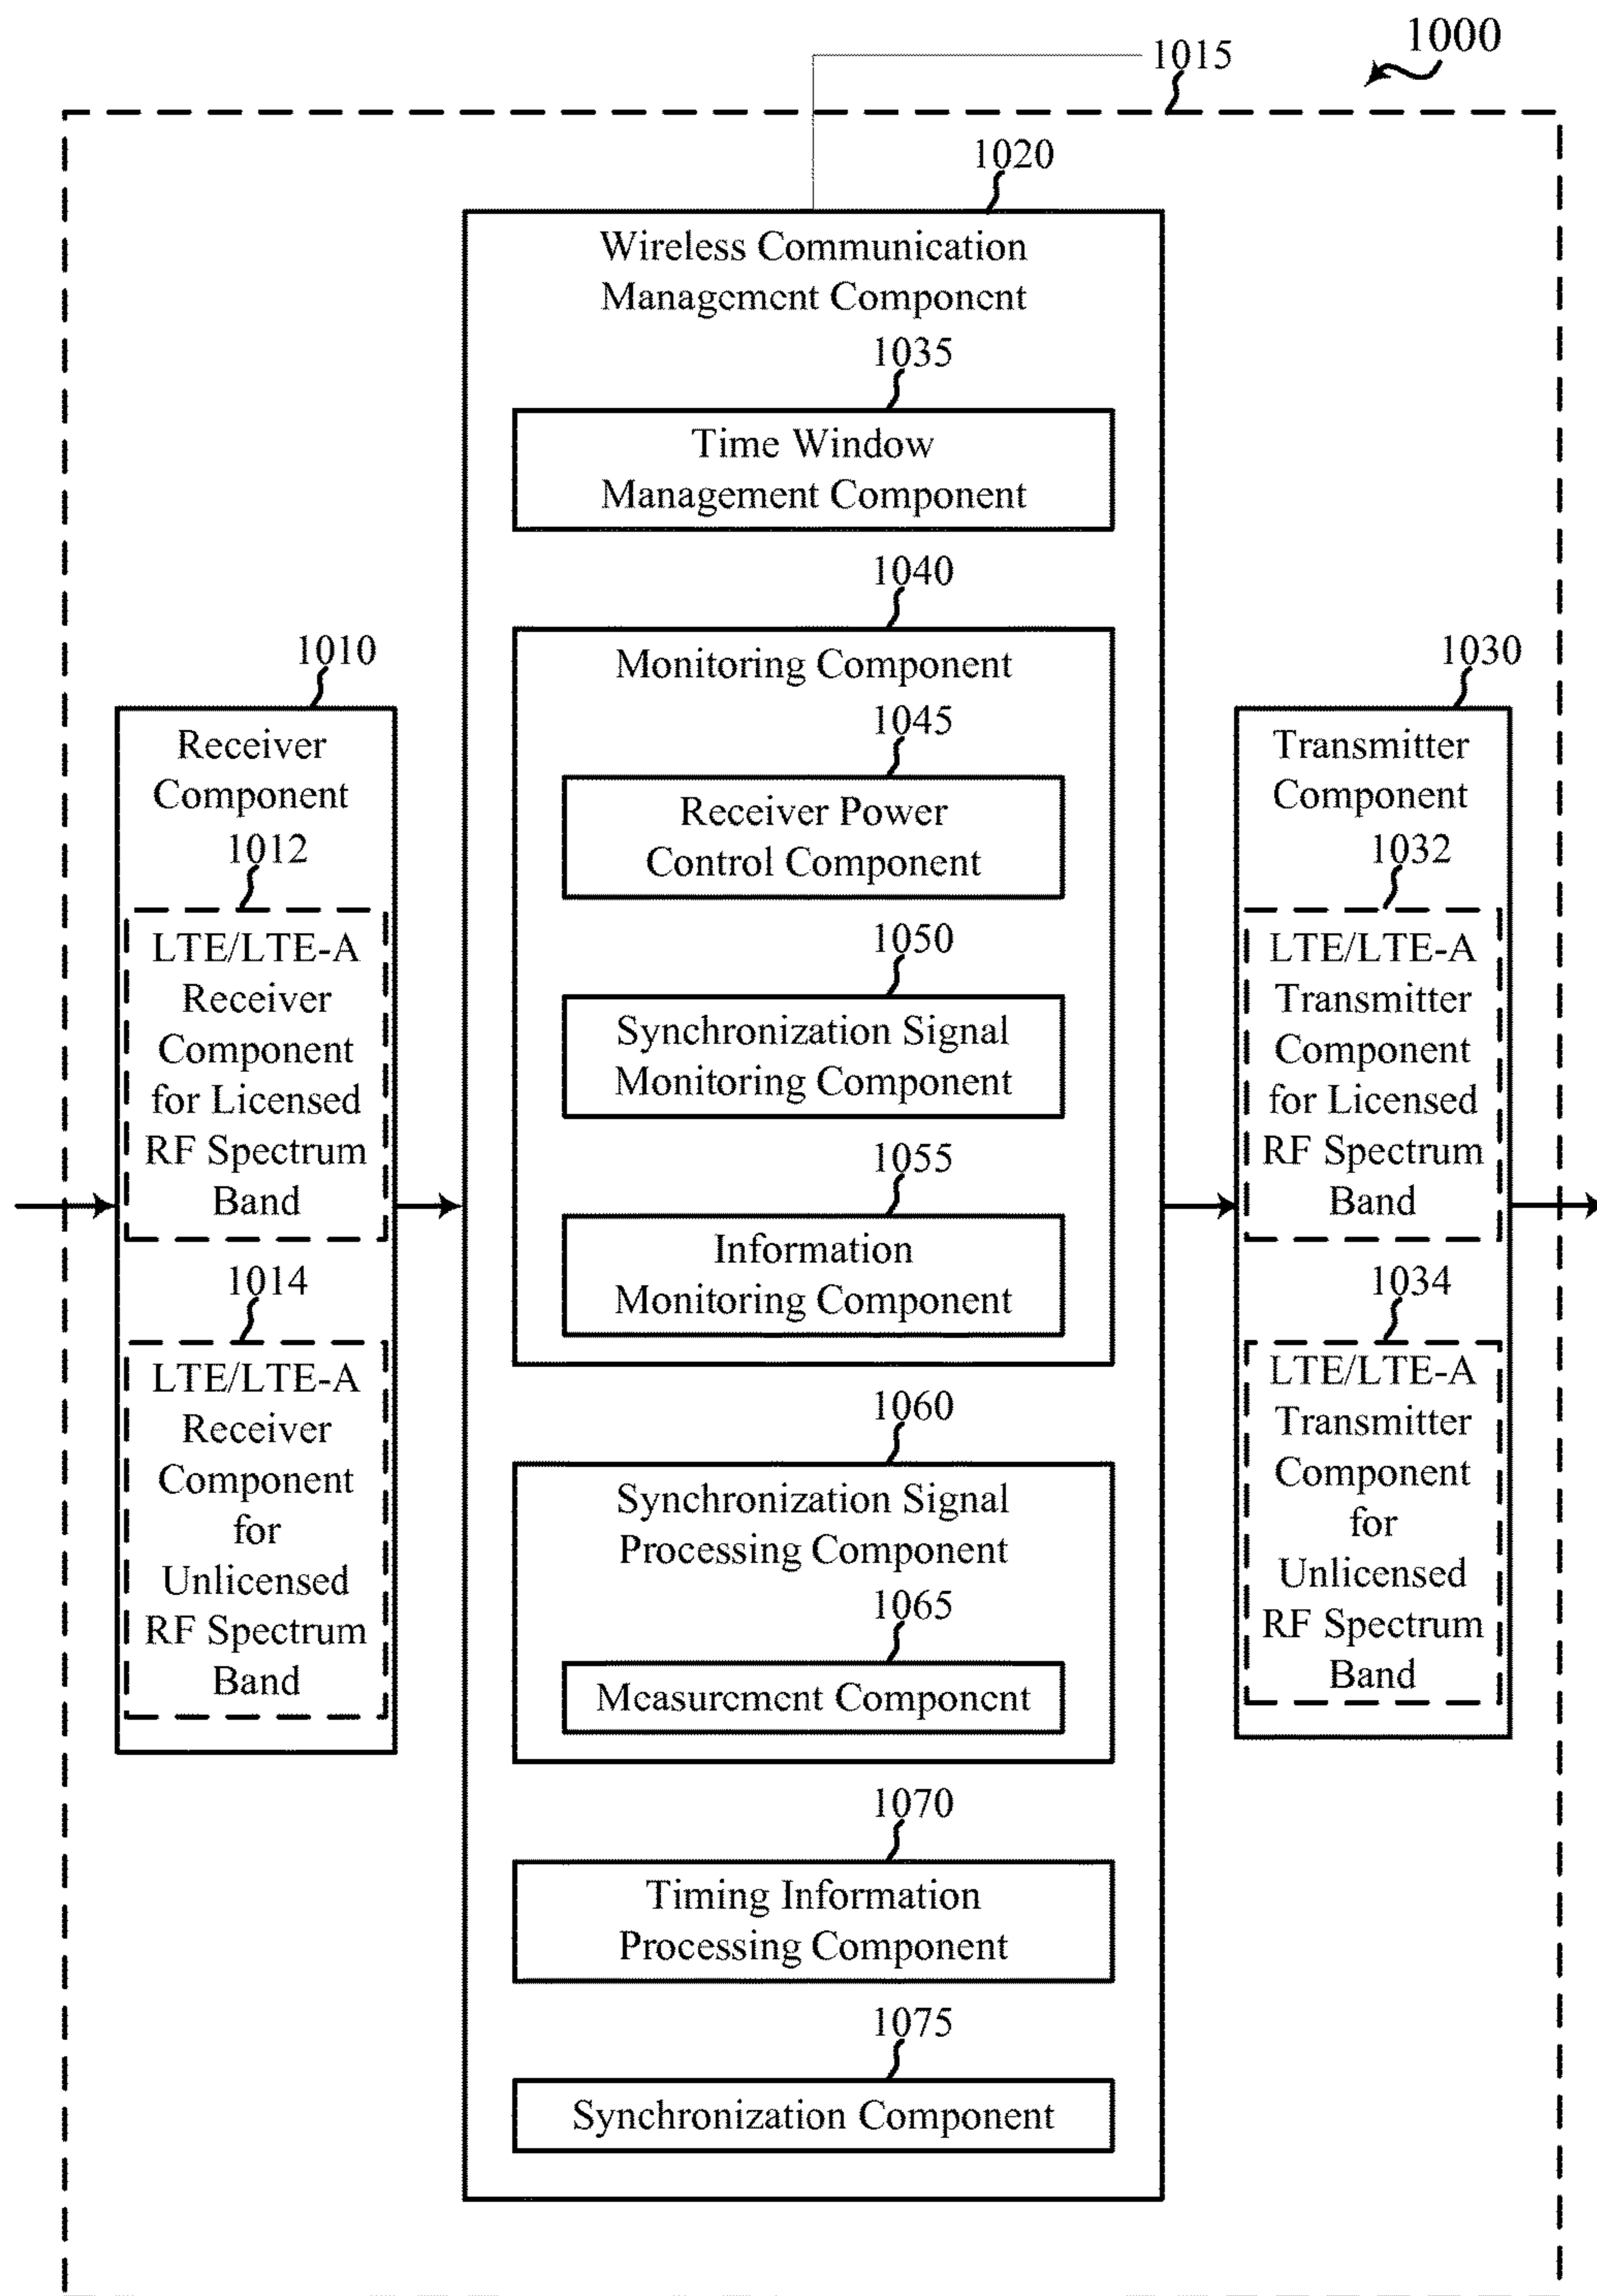 1000
1015
1020
Wireless Communication
Management Component
1035
Time Window
Management Component
1040
Monitoring Component
1045
Receiver Power
Control Component
1050
Synchronization Signal
Monitoring Component
1055
Information
Monitoring Component
1060
Synchronization Signal
Processing Component
1065
Measurement Component
1070
Timing Information
Processing Component
1075
Synchronization Component
1010
Receiver
Component
1012
LTE/LTE-A
Receiver
Component
for Licensed
RF Spectrum
Band
1014
LTE/LTE-A
Receiver
Component
for
Unlicensed
RF Spectrum
Band
1030
Transmitter
Component
1032
LTE/LTE-A
Transmitter
Component
for Licensed
RF Spectrum
Band
1034
LTE/LTE-A
Transmitter
Component
for
Unlicensed
RF Spectrum
Band